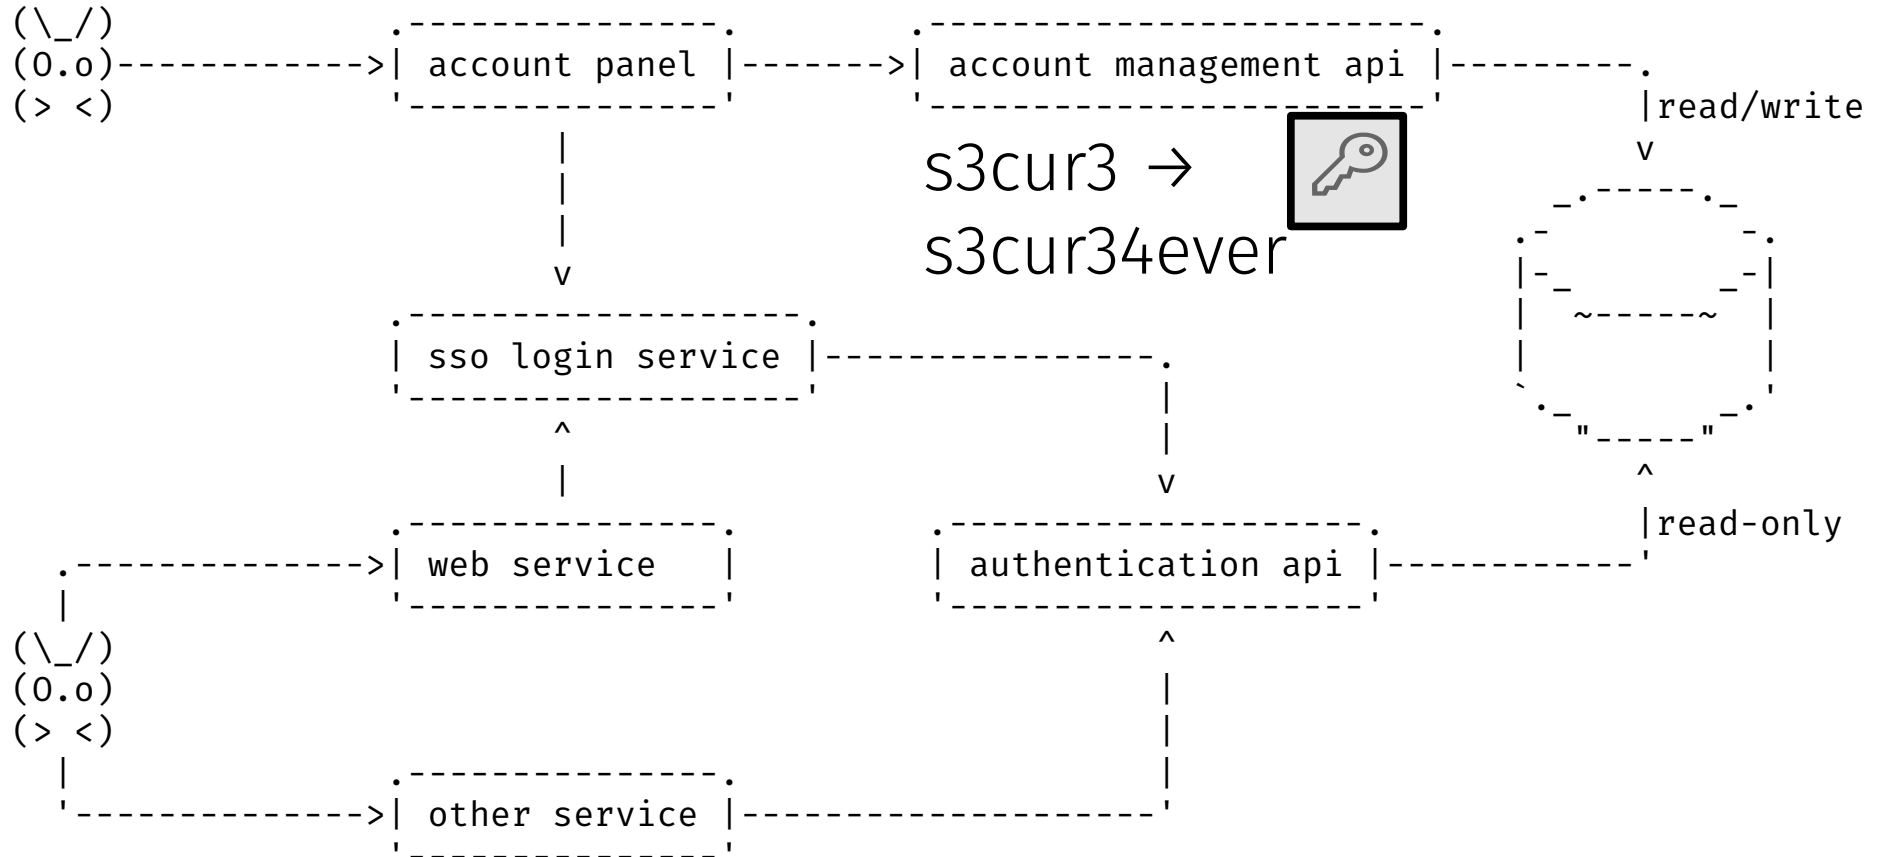 (\_/)
(O.o)------------>| account panel |------->| account management api |---------.
(> <)
|read/write
v
s3cur3 →
s3cur34ever
v
| sso login service |----------------.
^
v
^
|read-only
.-------------->| web service | | authentication api |------------'
(\_/)
(O.o)
(> <)
^
'-------------->| other service |--------------------'